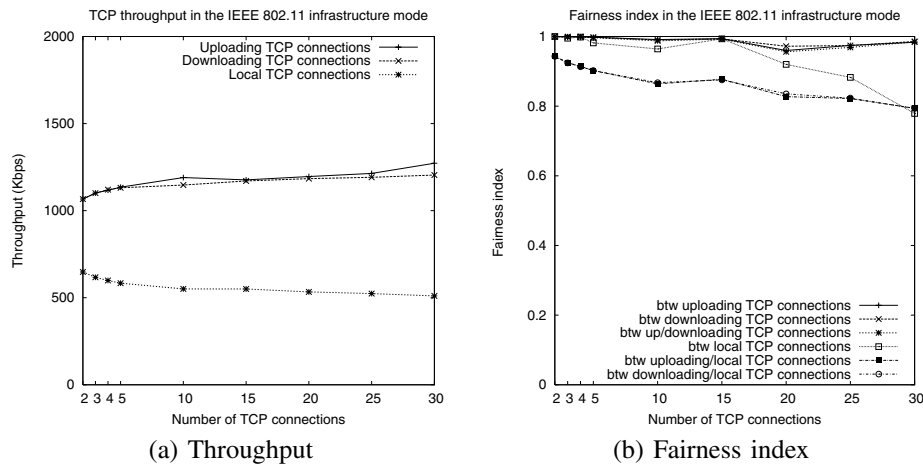 TCP throughput in the IEEE 802.11 infrastructure mode
2000
1500
1000
500
0
2 3 4 5 10 15 20 25 30
Throughput (Kbps)
Number of TCP connections
Uploading TCP connections
Downloading TCP connections
Local TCP connections
(a) Throughput
Fairness index in the IEEE 802.11 infrastructure mode
1
0.8
0.6
0.4
0.2
0
2 3 4 5 10 15 20 25 30
Fairness index
Number of TCP connections
btw uploading TCP connections
btw downloading TCP connections
btw up/downloading TCP connections
btw local TCP connections
btw uploading/local TCP connections
btw downloading/local TCP connections
(b) Fairness index